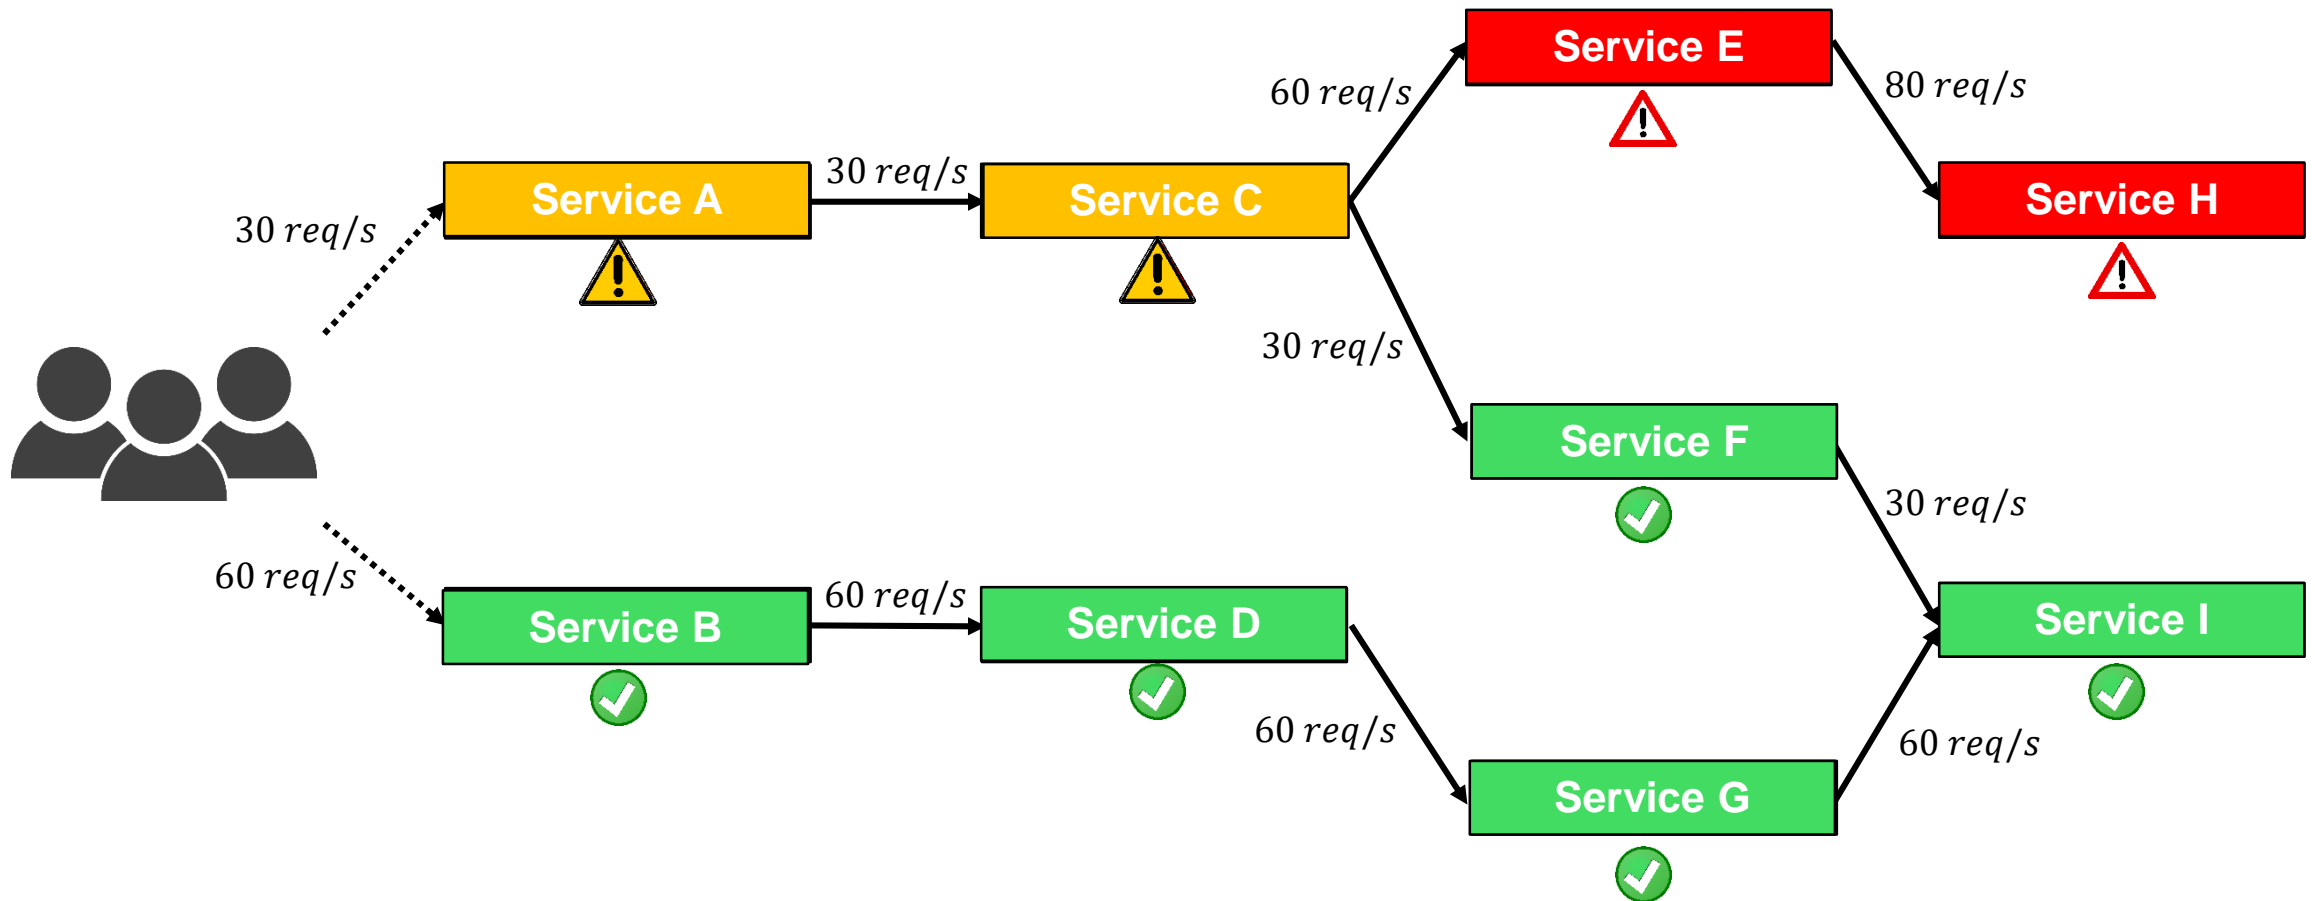 Service E
60 req/s
80 req/s
30 req/s
Service A
Service C
Service H
30 req/s
30 req/s
Service F
30 req/s
60 req/s
60 req/s
Service B
Service D
Service I
60 req/s
60 req/s
Service G